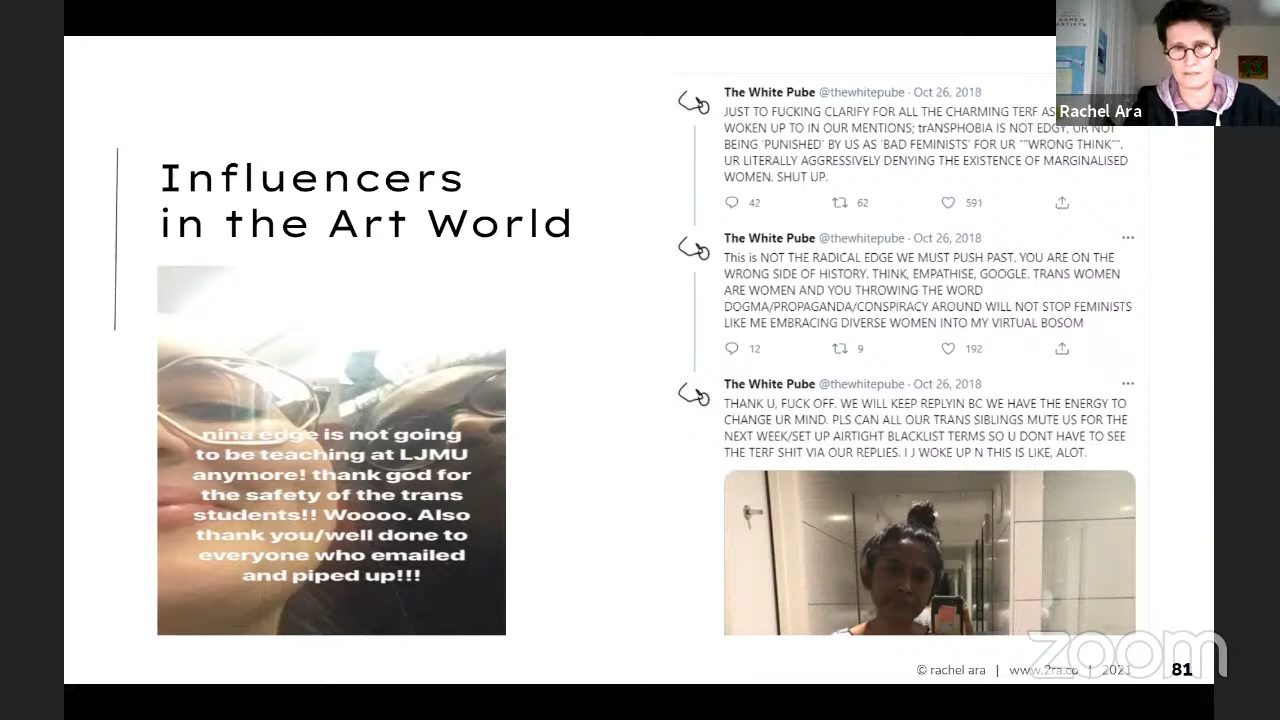 Influencers
in the Art World
nina edge is not going
to be teaching at LJMU
anymore! thank god for
the safety of the trans
students!! Woooo. Also
thank you/well done to
everyone who emailed
and piped up!!!
The White Pube @thewhitepube · Oct 26, 2018
JUST TO FUCKING CLARIFY FOR ALL THE CHARMING TERF AS
WOKEN UP TO IN OUR MENTIONS; trANSPHOBIA IS NOT EDGY, UR NOT
BEING 'PUNISHED' BY US AS 'BAD FEMINISTS' FOR UR ""WRONG THINK"".
UR LITERALLY AGGRESSIVELY DENYING THE EXISTENCE OF MARGINALISED
WOMEN. SHUT UP.
42 62 591
The White Pube @thewhitepube · Oct 26, 2018 ...
This is NOT THE RADICAL EDGE WE MUST PUSH PAST. YOU ARE ON THE
WRONG SIDE OF HISTORY. THINK, EMPATHISE, GOOGLE. TRANS WOMEN
ARE WOMEN AND YOU THROWING THE WORD
DOGMA/PROPAGANDA/CONSPIRACY AROUND WILL NOT STOP FEMINISTS
LIKE ME EMBRACING DIVERSE WOMEN INTO MY VIRTUAL BOSOM
12 9 192
The White Pube @thewhitepube · Oct 26, 2018 ...
THANK U, FUCK OFF. WE WILL KEEP REPLYIN BC WE HAVE THE ENERGY TO
CHANGE UR MIND. PLS CAN ALL OUR TRANS SIBLINGS MUTE US FOR THE
NEXT WEEK/SET UP AIRTIGHT BLACKLIST TERMS SO U DONT HAVE TO SEE
THE TERF SHIT VIA OUR REPLIES. I J WOKE UP N THIS IS LIKE, ALOT.
WOMEN
ARTISTS
Rachel Ara
zoom
© rachel ara | www.2ra.co | 2021 81